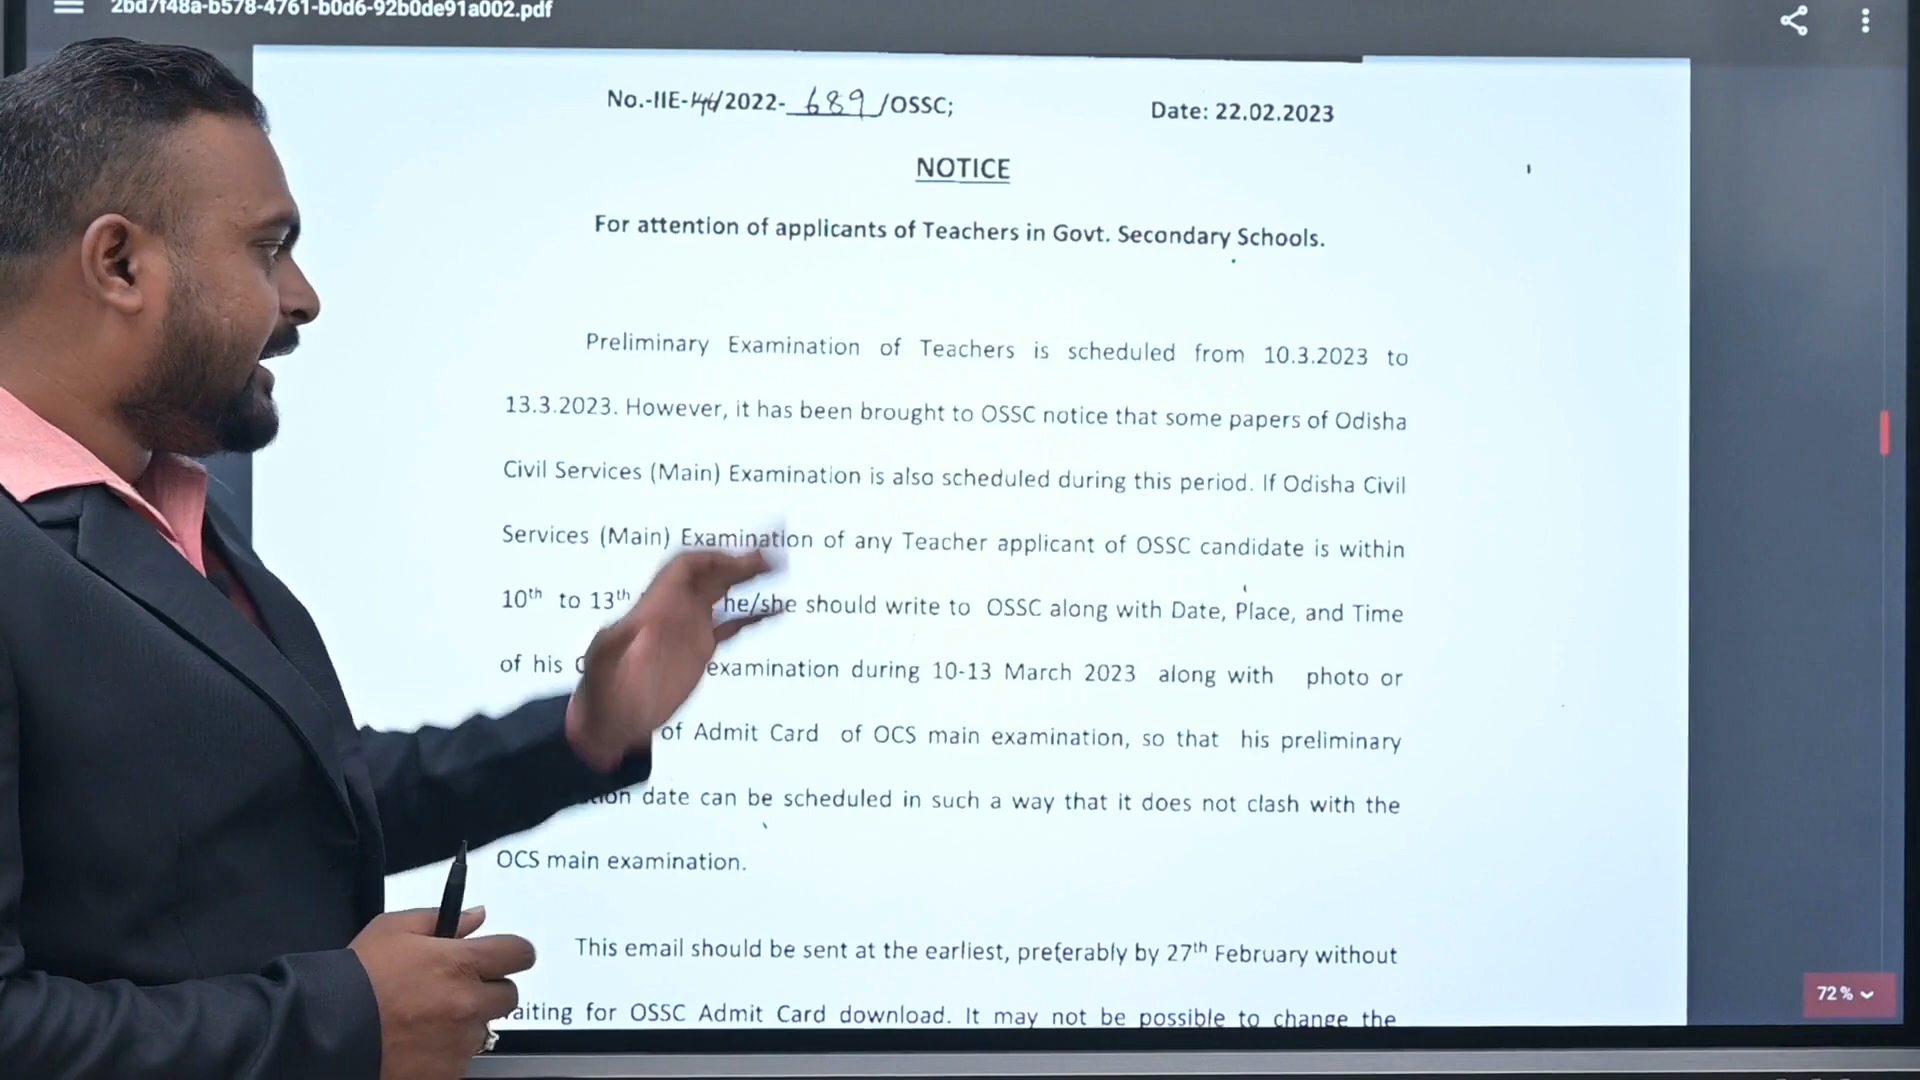 2bd7f48a-b578-4761-b0d6-92b0de91a002.pdf
No.-IIE-44/2022- 689 /OSSC; Date: 22.02.2023
NOTICE
For attention of applicants of Teachers in Govt. Secondary Schools.
Preliminary Examination of Teachers is scheduled from 10.3.2023 to
13.3.2023. However, it has been brought to OSSC notice that some papers of Odisha
Civil Services (Main) Examination is also scheduled during this period. If Odisha Civil
Services (Main) Examination of any Teacher applicant of OSSC candidate is within
10th to 13th he/she should write to OSSC along with Date, Place, and Time
of his examination during 10-13 March 2023 along with photo or
of Admit Card of OCS main examination, so that his preliminary
date can be scheduled in such a way that it does not clash with the
OCS main examination.
This email should be sent at the earliest, preferably by 27th February without
for OSSC Admit Card download. It may not be possible to change the
72%